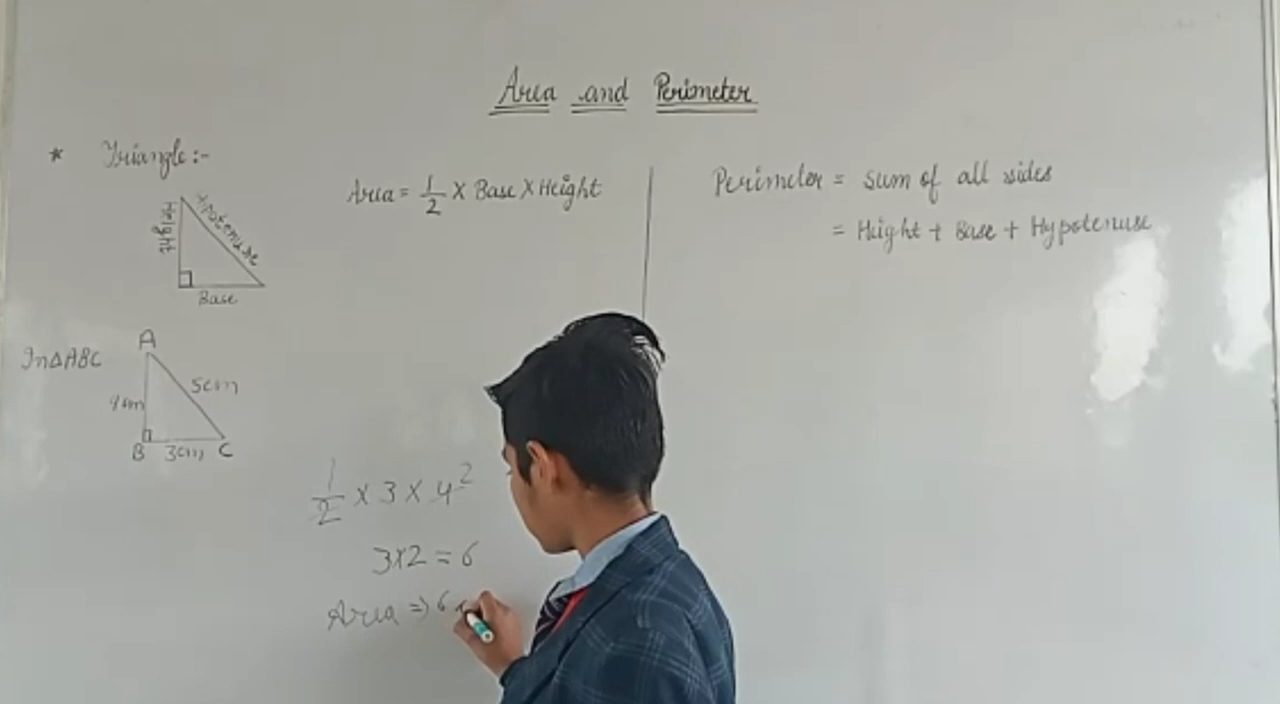 Area and Perimeter
* Triangle :-
Height
Hypotenuse
Base
Area = 1/2 X Base X Height
Perimeter = sum of all sides
= Height + Base + Hypotenuse
In △ABC
A
4cm
5cm
B 3cm C
1/2 X 3 X 4 2
3x2 = 6
Area => 6